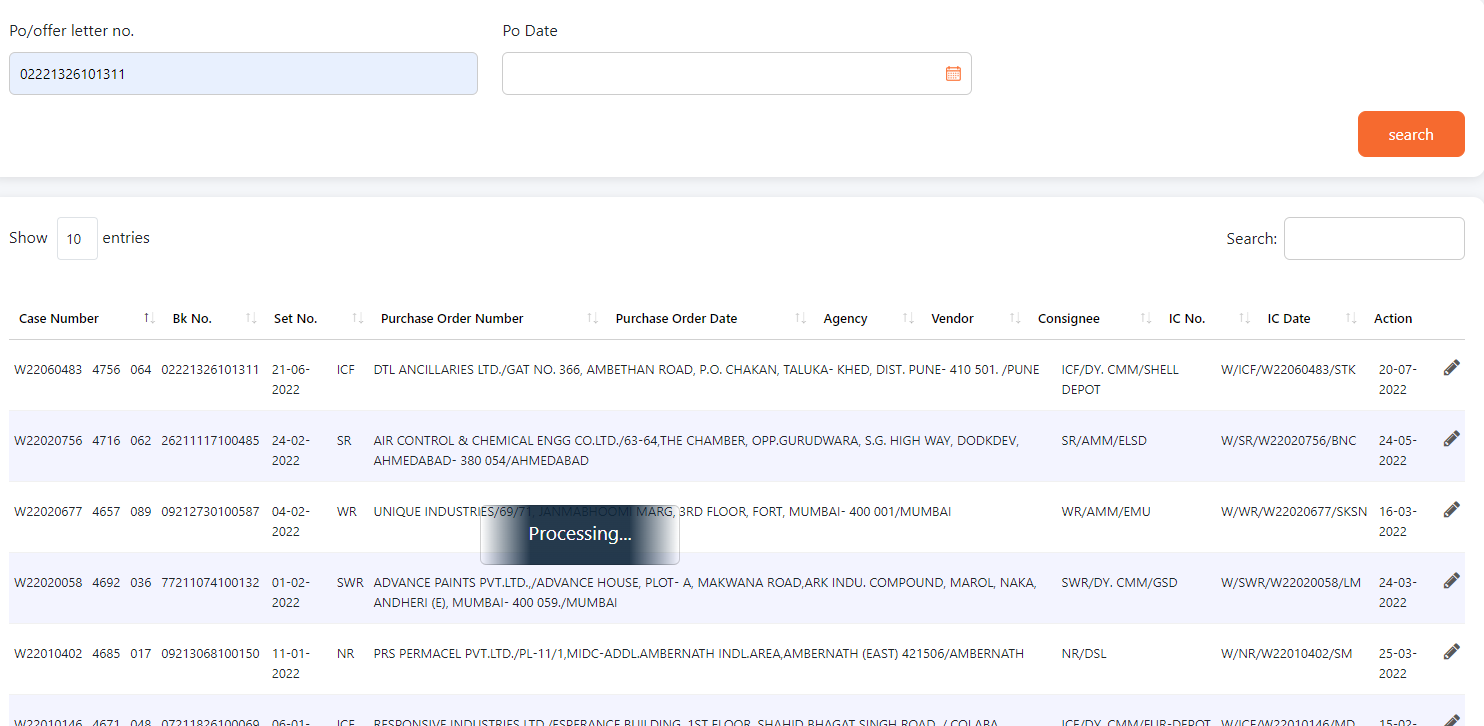 Po/offer letter no. Po Date
02221326101311
search
Show 10 entries Search:
Case Number Bk No. Set No. Purchase Order Number Purchase Order Date Agency Vendor Consignee IC No. IC Date Action
W22060483 4756 064 02221326101311 21-06- ICF DTL ANCILLARIES LTD./GAT NO. 366, AMBETHAN ROAD, P.O. CHAKAN, TALUKA- KHED, DIST. PUNE- 410 501. /PUNE ICF/DY. CMM/SHELL W/ICF/W22060483/STK 20-07-
2022 DEPOT 2022
W22020756 4716 062 26211117100485 24-02- SR AIR CONTROL & CHEMICAL ENGG CO.LTD./63-64,THE CHAMBER, OPP.GURUDWARA, S.G. HIGH WAY, DODKDEV, SR/AMM/ELSD W/SR/W22020756/BNC 24-05-
2022 AHMEDABAD- 380 054/AHMEDABAD 2022
W22020677 4657 089 09212730100587 04-02- WR UNIQUE INDUSTRIES/69/71, JANMABHOOMI MARG, 3RD FLOOR, FORT, MUMBAI- 400 001/MUMBAI WR/AMM/EMU W/WR/W22020677/SKSN 16-03-
2022 2022
Processing...
W22020058 4692 036 77211074100132 01-02- SWR ADVANCE PAINTS PVT.LTD.,/ADVANCE HOUSE, PLOT- A, MAKWANA ROAD,ARK INDU. COMPOUND, MAROL, NAKA, SWR/DY. CMM/GSD W/SWR/W22020058/LM 24-03-
2022 ANDHERI (E), MUMBAI- 400 059./MUMBAI 2022
W22010402 4685 017 09213068100150 11-01- NR PRS PERMACEL PVT.LTD./PL-11/1,MIDC-ADDL.AMBERNATH INDL.AREA,AMBERNATH (EAST) 421506/AMBERNATH NR/DSL W/NR/W22010402/SM 25-03-
2022 2022
W22010146 4671 048 07211826100069 06-01- ICF RESPONSIVE INDUSTRIES LTD./ESPERANCE BUILDING, 1ST FLOOR, SHAHID BHAGAT SINGH ROAD, / COLABA ICF/DY. CMM/FUR-DEPOT W/ICF/W22010146/MD 15-02-